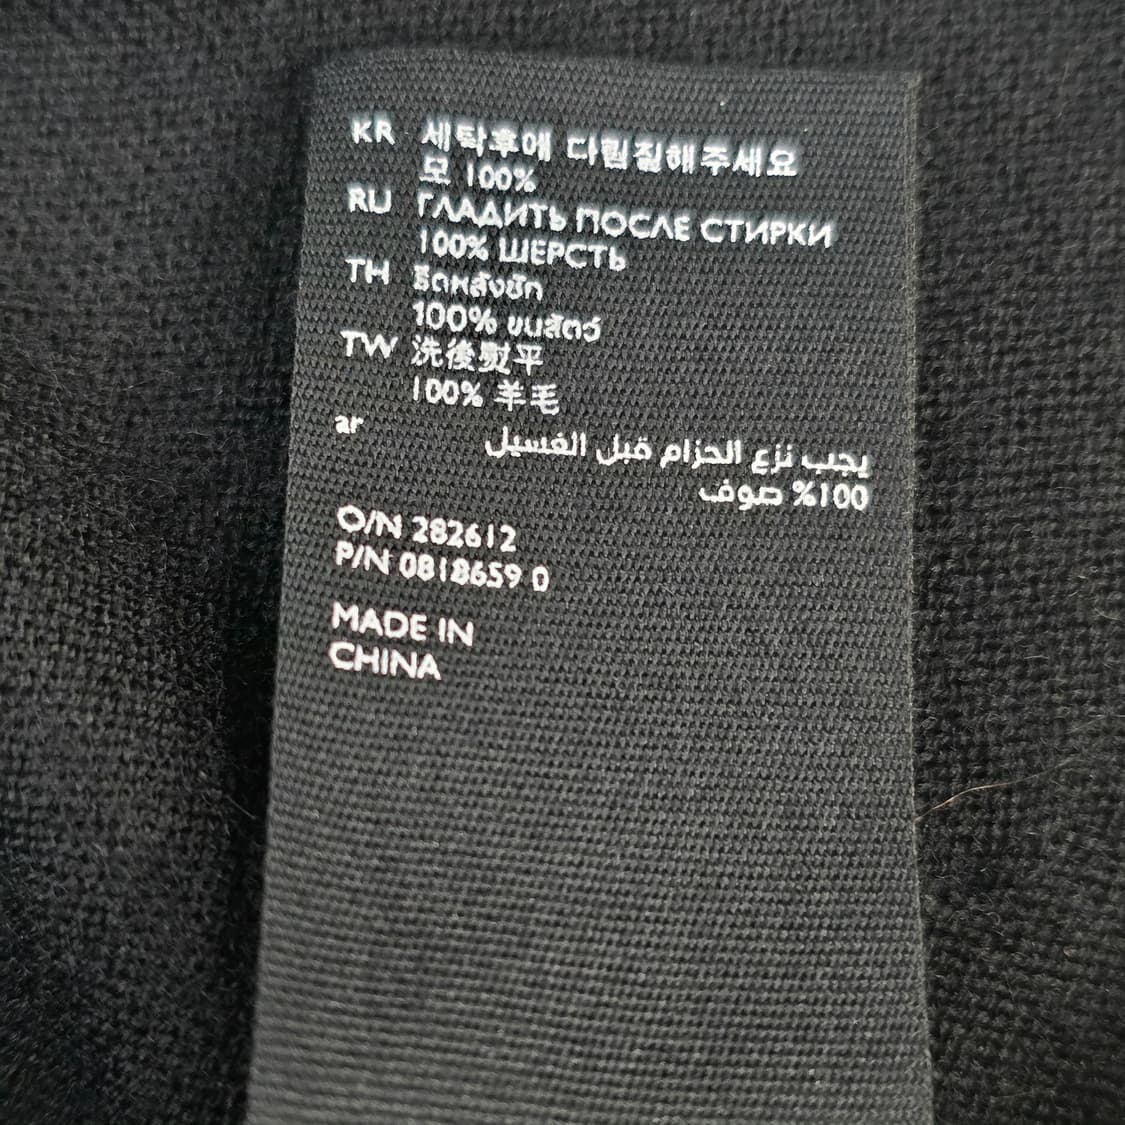 KR 세탁후에 다림질해주세요
모 100%
RU ГЛАДИТЬ ПОСЛЕ СТИРКИ
100% ШЕРСТЬ
TH รีดหลังซัก
100% ขนสัตว์
TW 洗後熨平
100% 羊毛
ar يجب نزع الحزام قبل الغسيل
100% صوف
O/N 282612
P/N 0818659 0
MADE IN
CHINA